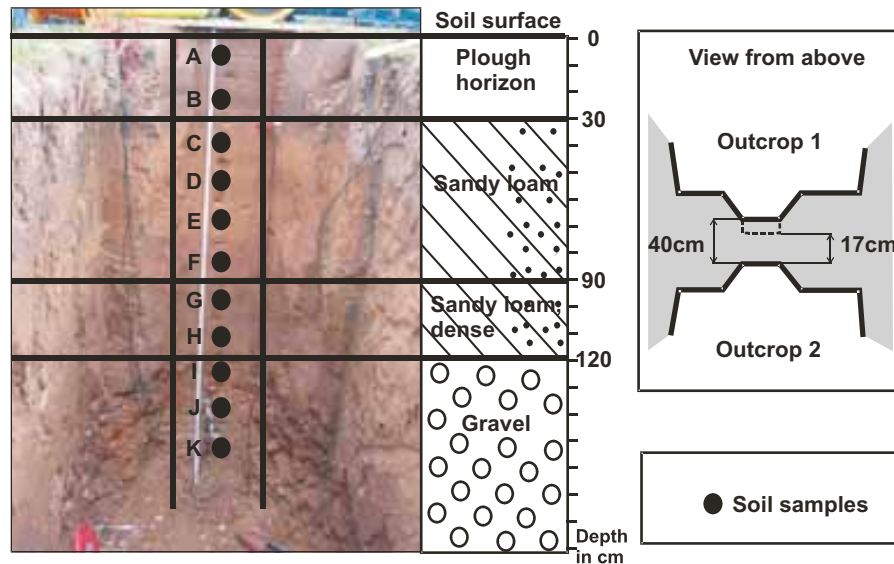 Soil surface
A
B
C
D
E
F
G
H
I
J
K
Plough
horizon
Sandy loam
Sandy loam,
dense
Gravel
0
30
60
90
120
Depth
in cm
View from above
Outcrop 1
40cm
17cm
Outcrop 2
Soil samples